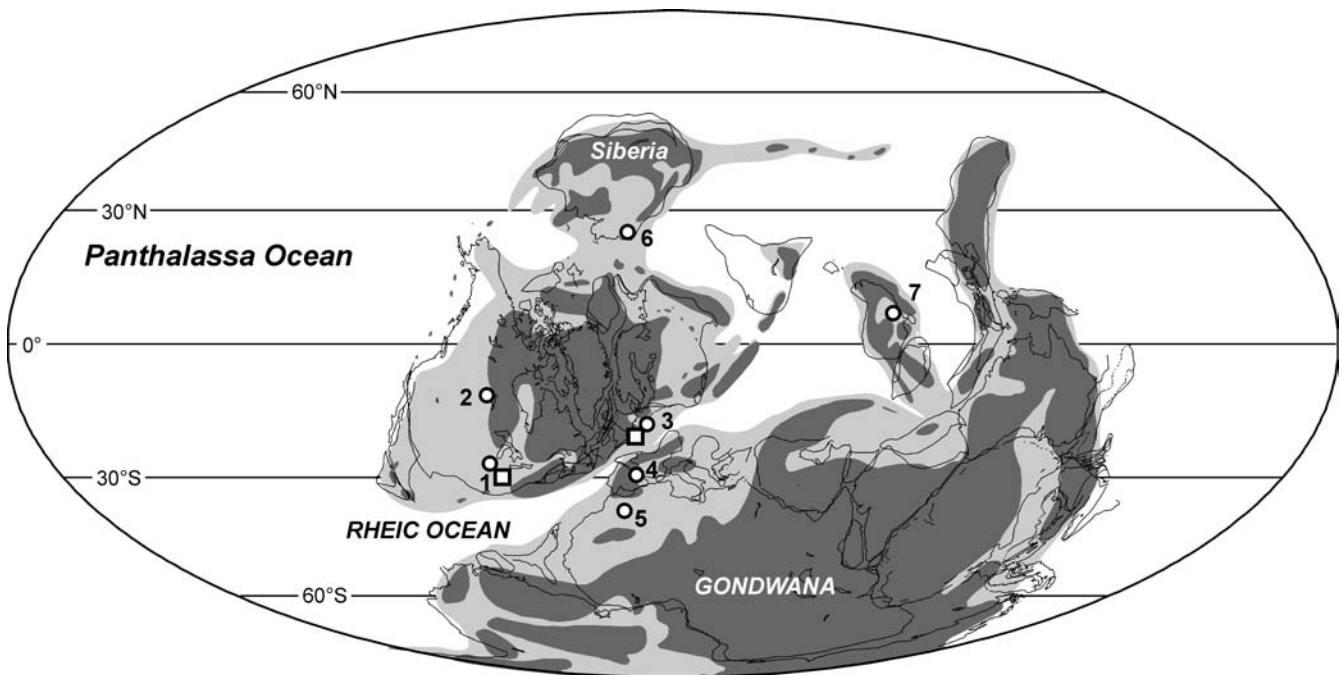 60°N
Siberia
30°N
6
Panthalassa Ocean
7
0°
2
3
4
30°S
1
5
RHEIC OCEAN
GONDWANA
60°S